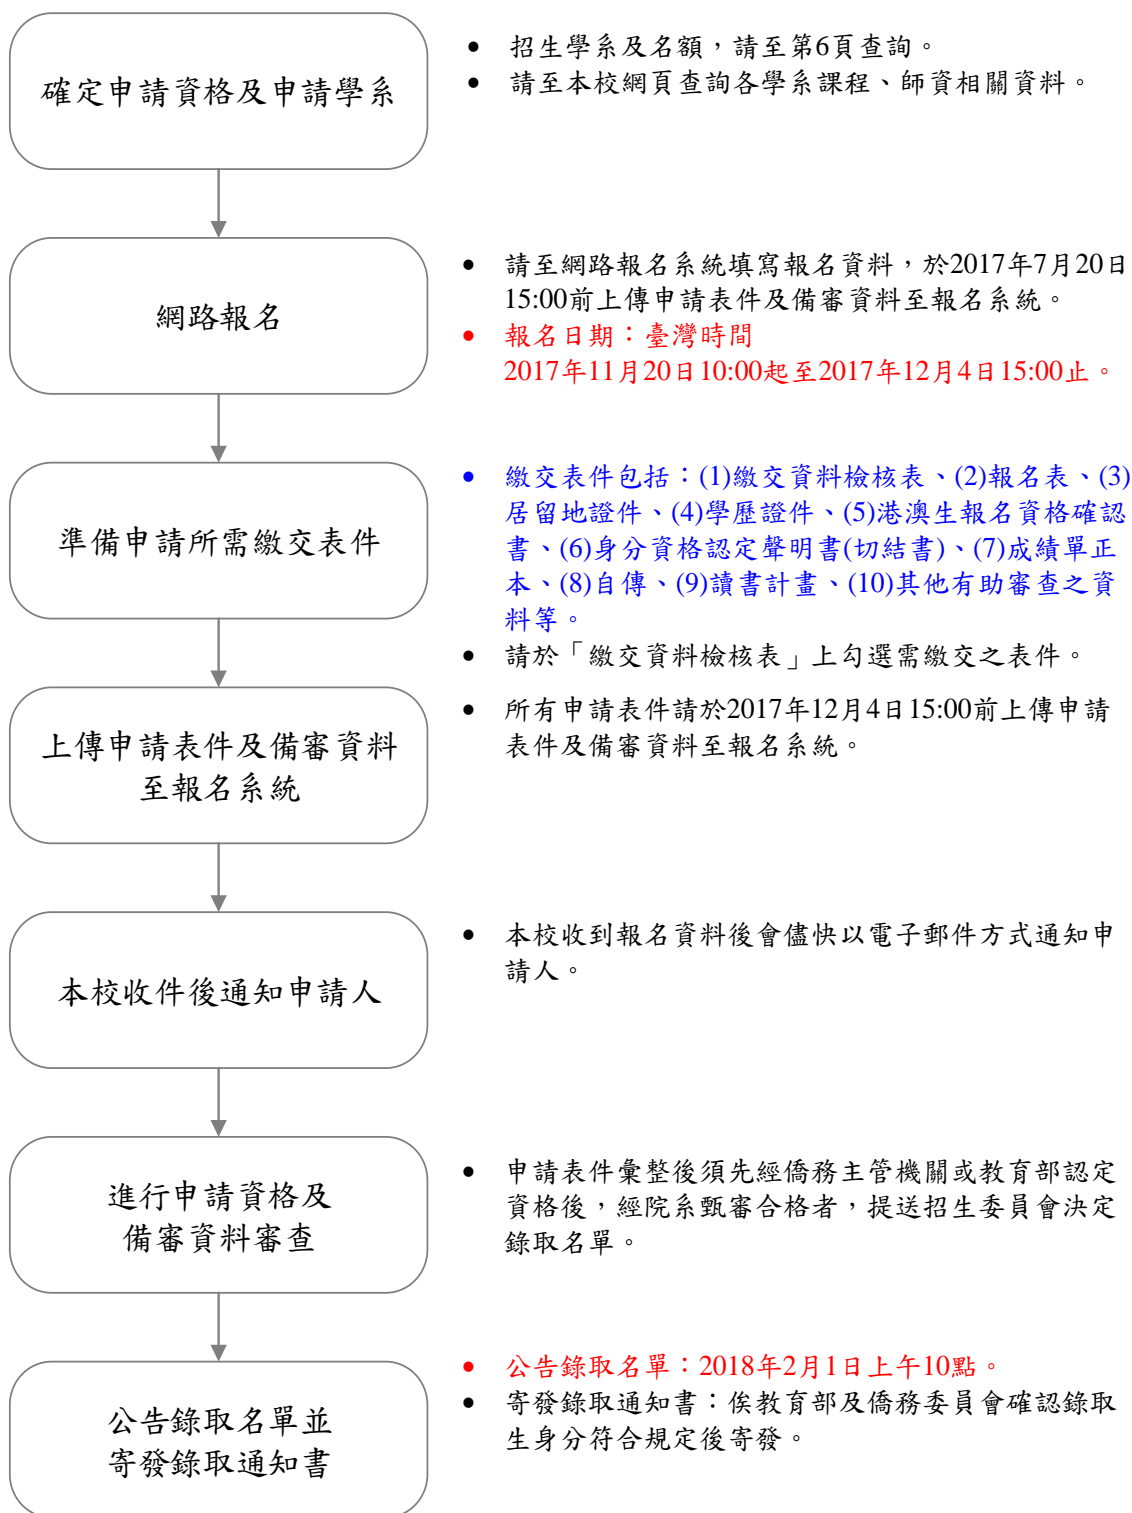 確定申請資格及申請學系
• 招生學系及名額，請至第6頁查詢。
• 請至本校網頁查詢各學系課程、師資相關資料。
網路報名
• 請至網路報名系統填寫報名資料，於2017年7月20日
15:00前上傳申請表件及備審資料至報名系統。
• 報名日期：臺灣時間
2017年11月20日10:00起至2017年12月4日15:00止。
準備申請所需繳交表件
• 繳交表件包括：(1)繳交資料檢核表、(2)報名表、(3)
居留地證件、(4)學歷證件、(5)港澳生報名資格確認
書、(6)身分資格認定聲明書(切結書)、(7)成績單正
本、(8)自傳、(9)讀書計畫、(10)其他有助審查之資
料等。
• 請於「繳交資料檢核表」上勾選需繳交之表件。
上傳申請表件及備審資料
至報名系統
• 所有申請表件請於2017年12月4日15:00前上傳申請
表件及備審資料至報名系統。
本校收件後通知申請人
• 本校收到報名資料後會儘快以電子郵件方式通知申
請人。
進行申請資格及
備審資料審查
• 申請表件彙整後須先經僑務主管機關或教育部認定
資格後，經院系甄審合格者，提送招生委員會決定
錄取名單。
公告錄取名單並
寄發錄取通知書
• 公告錄取名單：2018年2月1日上午10點。
• 寄發錄取通知書：俟教育部及僑務委員會確認錄取
生身分符合規定後寄發。